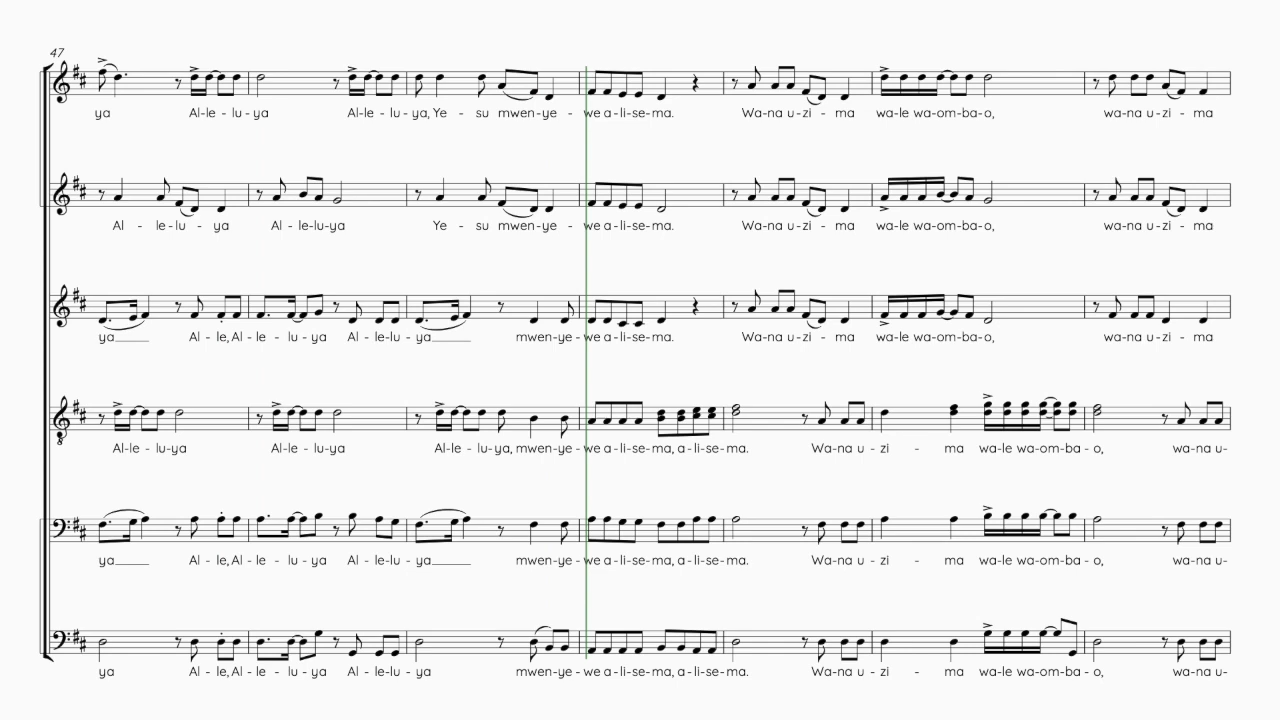 47
ya Al-le-lu-ya Al-le-lu-ya, Ye - su mwen-ye - we a-li-se-ma. Wa-na u-zi - ma wa-le wa-om-ba-o, wa-na u-zi - ma
Al - le-lu - ya Al - le-lu-ya Ye - su mwen-ye - we a-li-se-ma. Wa-na u-zi - ma wa-le wa-om-ba-o, wa-na u-zi - ma
ya____ Al - le, Al - le - lu - ya Al - le-lu - ya____ mwen-ye - we a-li-se-ma. Wa-na u-zi - ma wa-le wa-om-ba-o, wa-na u-zi - ma
Al-le - lu-ya Al-le - lu-ya Al-le - lu-ya, mwen-ye - we a-li-se-ma, a-li-se-ma. Wa-na u - zi - ma wa-le wa-om-ba - o, wa-na u-
ya____ Al - le, Al - le - lu - ya Al - le-lu - ya____ mwen-ye - we a-li-se-ma, a-li-se-ma. Wa-na u - zi - ma wa-le wa-om-ba - o, wa-na u-
ya Al - le, Al - le - lu - ya Al - le-lu - ya mwen-ye - we a-li-se-ma, a-li-se-ma. Wa-na u - zi - ma wa-le wa-om-ba - o, wa-na u-